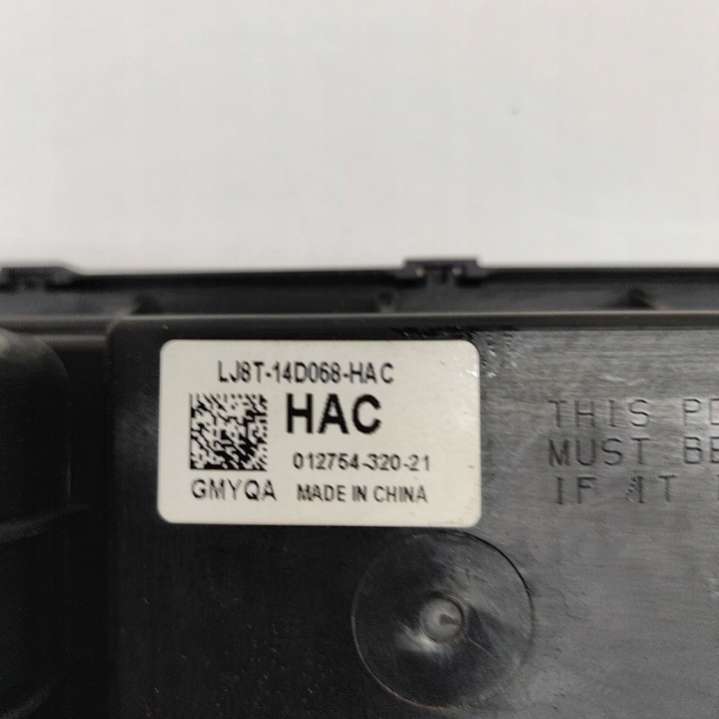 LJ8T-14D068-HAC
HAC
012754-320-21
GMYQA MADE IN CHINA
THIS
MUST BE
IF IT